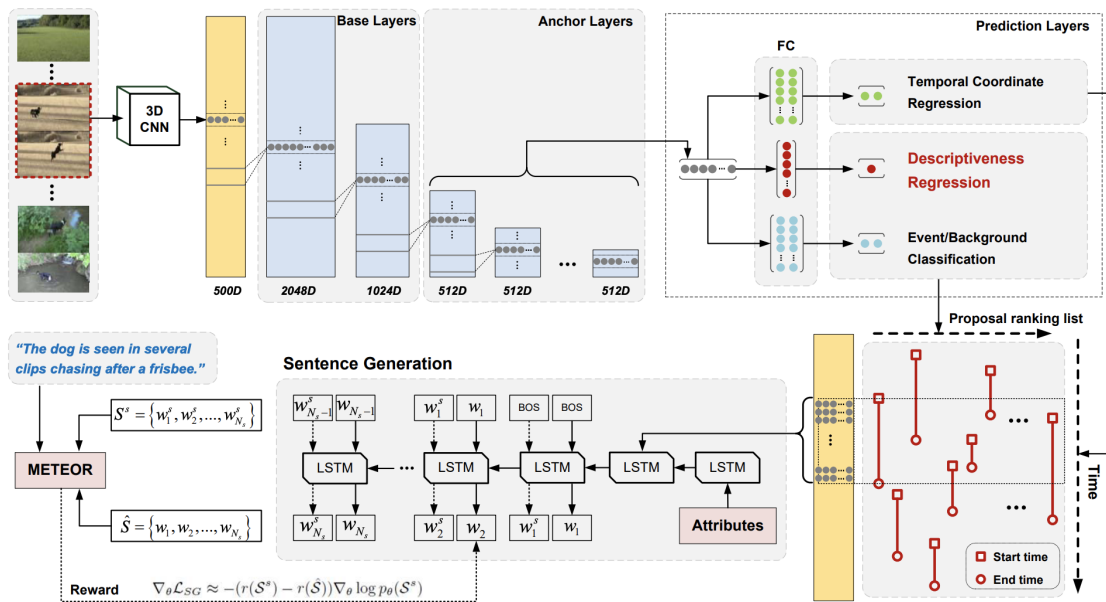 Base Layers
Anchor Layers
Prediction Layers
3D
CNN
500D
2048D
1024D
512D
512D
512D
FC
Temporal Coordinate
Regression
Descriptiveness
Regression
Event/Background
Classification
Proposal ranking list
Time
Start time
End time
"The dog is seen in several
clips chasing after a frisbee."
S^s = {w_1^s, w_2^s, ..., w_{N_s}^s}
METEOR
Ŝ = {w_1, w_2, ..., w_{N_s}}
Sentence Generation
w_{N_s-1}^s w_{N_s-1} w_1^s w_1 BOS BOS
LSTM ... LSTM LSTM LSTM LSTM
w_{N_s}^s w_{N_s} w_2^s w_2 w_1^s w_1
Attributes
Reward ∇_θ L_{SG} ≈ −(r(S^s) − r(Ŝ))∇_θ log p_θ(S^s)